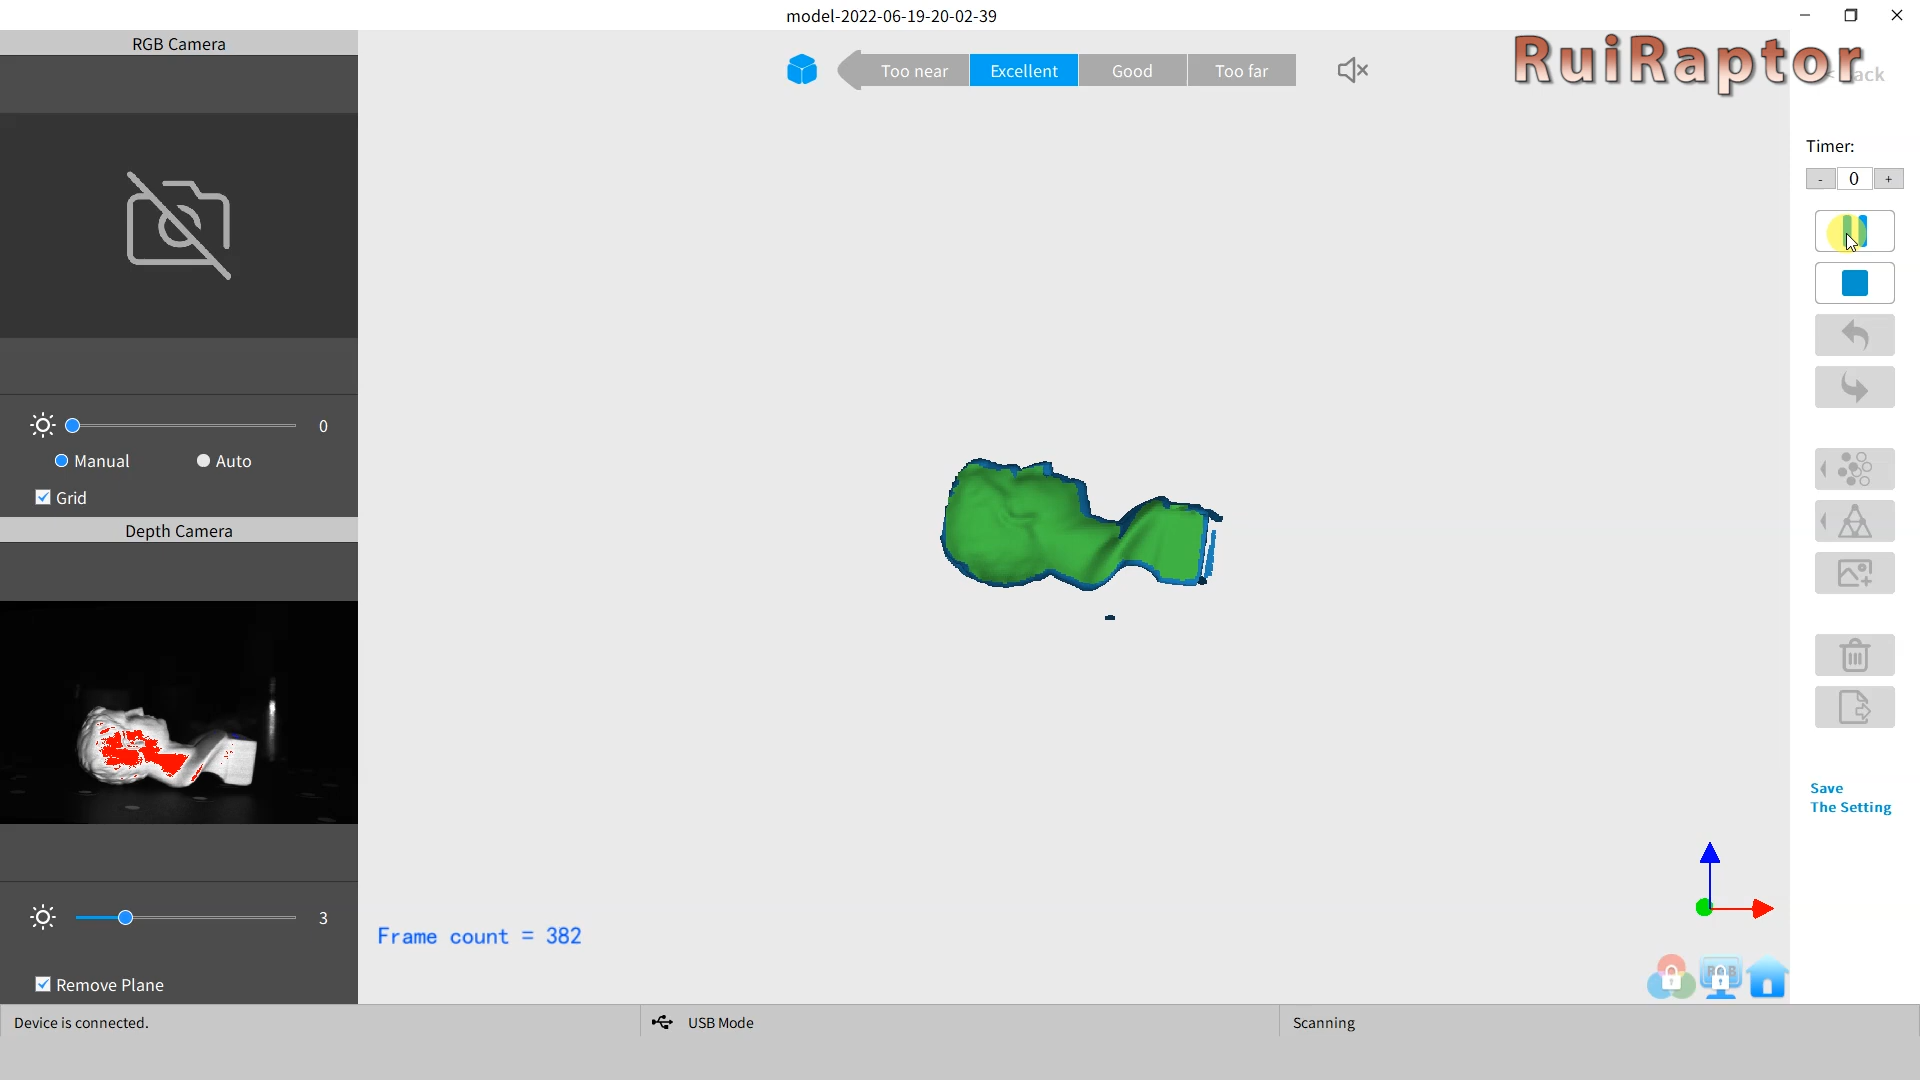 model-2022-06-19-20-02-39
RGB Camera
Too near
Excellent
Good
Too far
RuiRaptor
Timer:
-
0
+
0
Manual
Auto
Grid
Depth Camera
Save
The Setting
3
Frame count = 382
Remove Plane
RGB
Device is connected.
USB Mode
Scanning